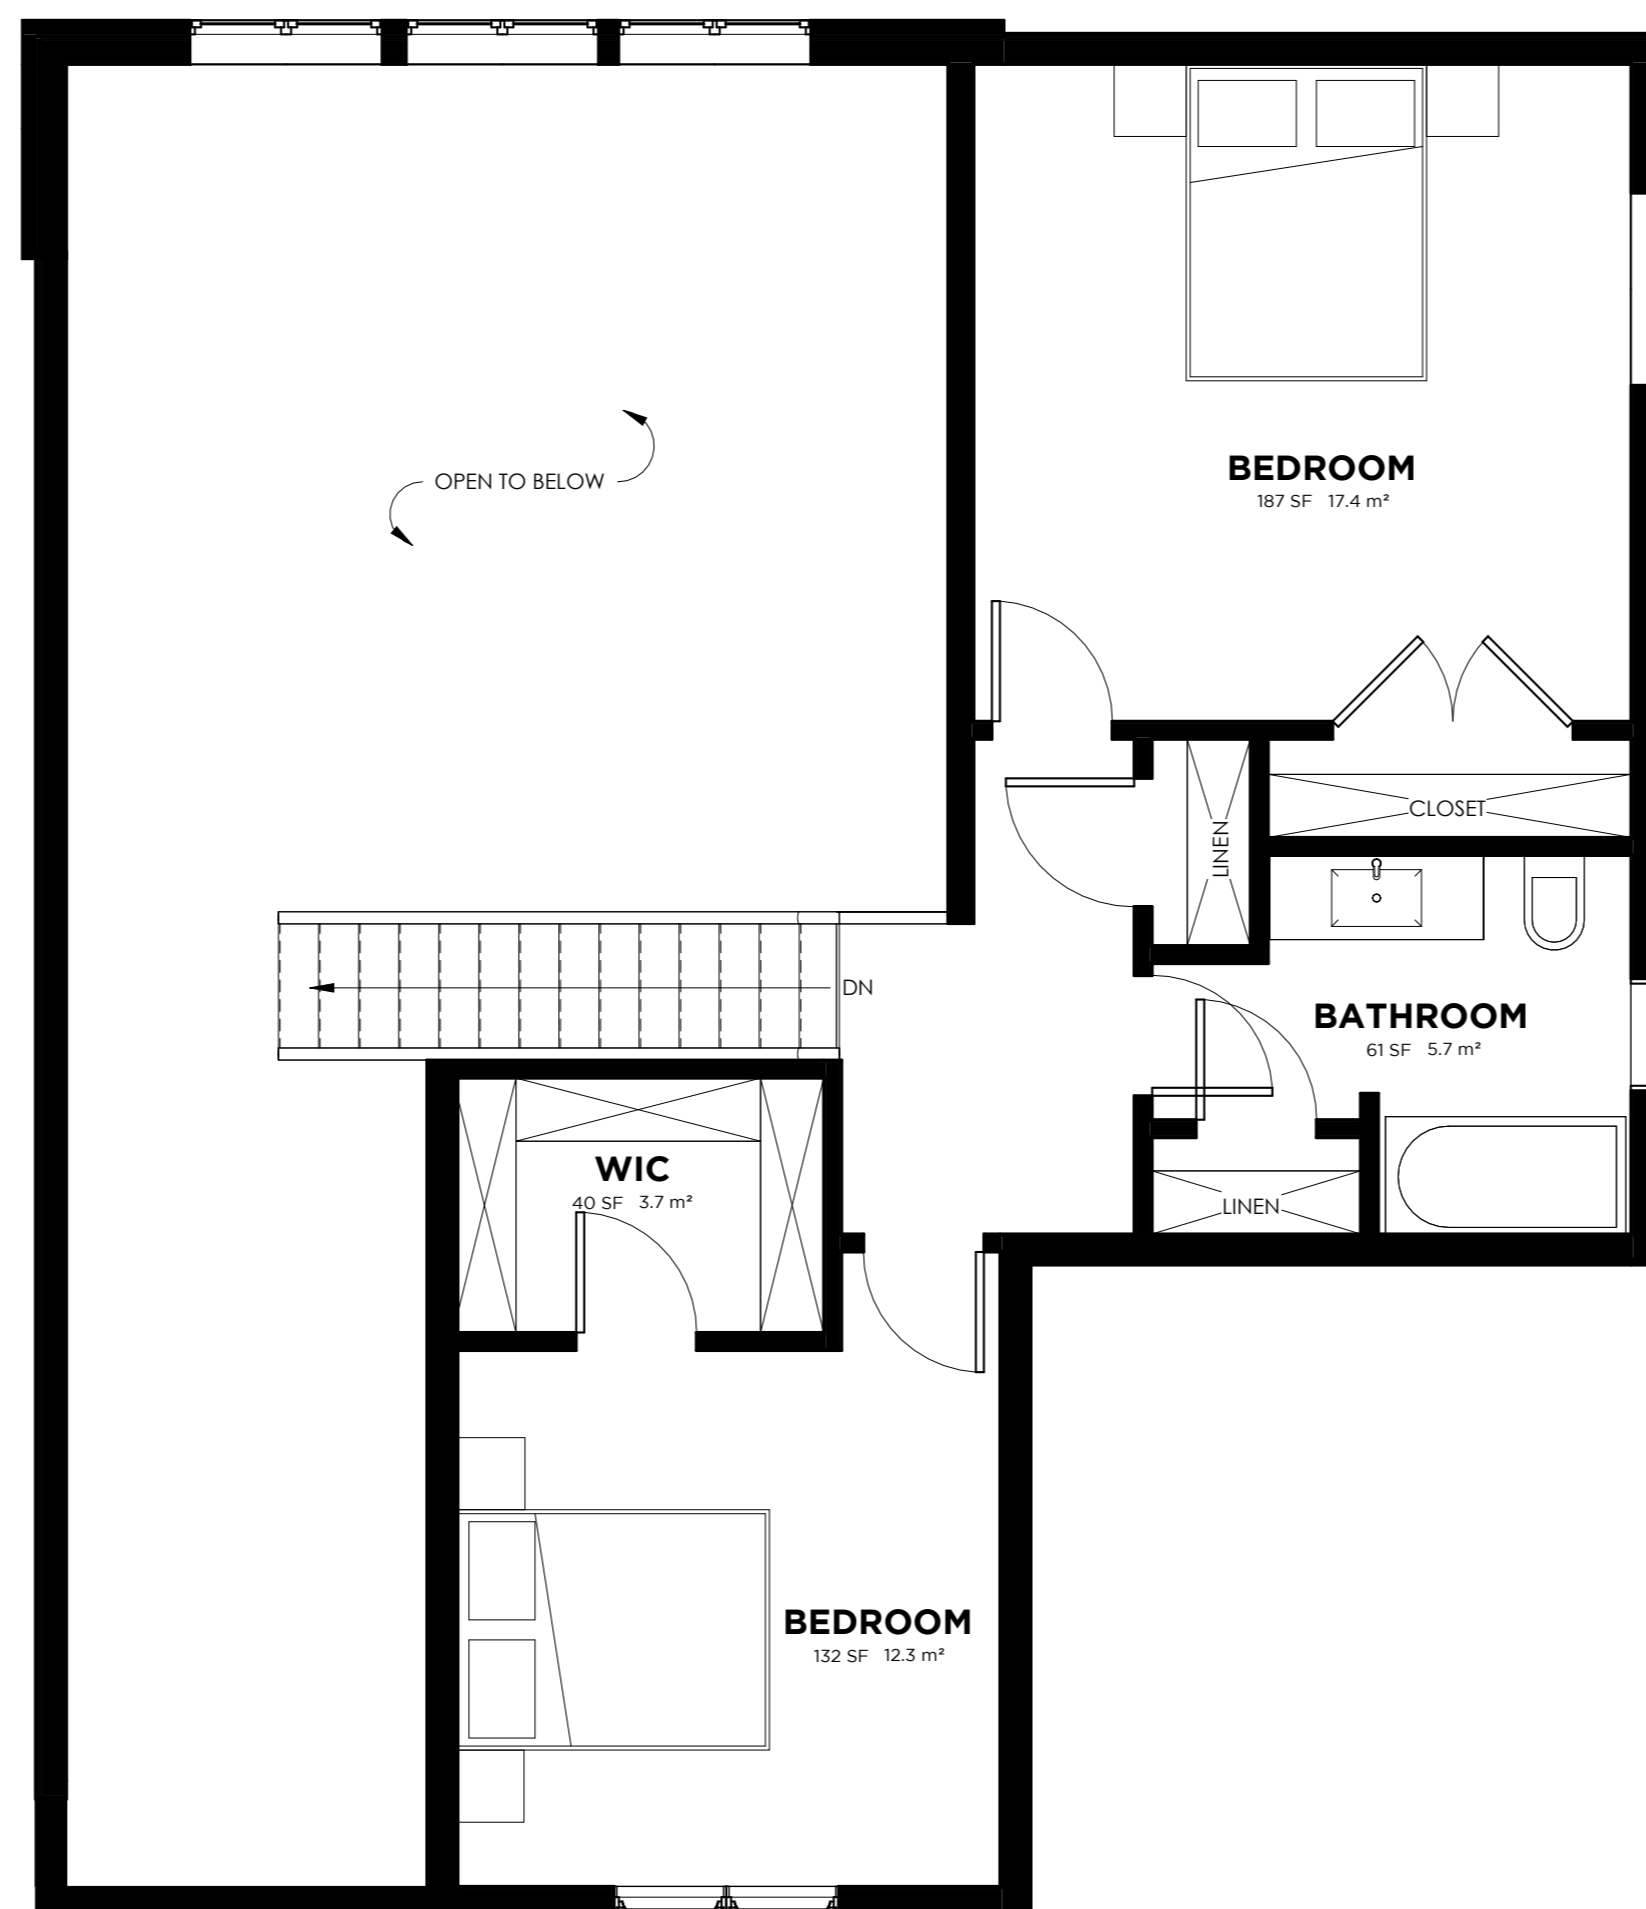 OPEN TO BELOW
BEDROOM
187 SF 17.4 m²
CLOSET
LINEN
DN
BATHROOM
61 SF 5.7 m²
WIC
40 SF 3.7 m²
LINEN
BEDROOM
132 SF 12.3 m²